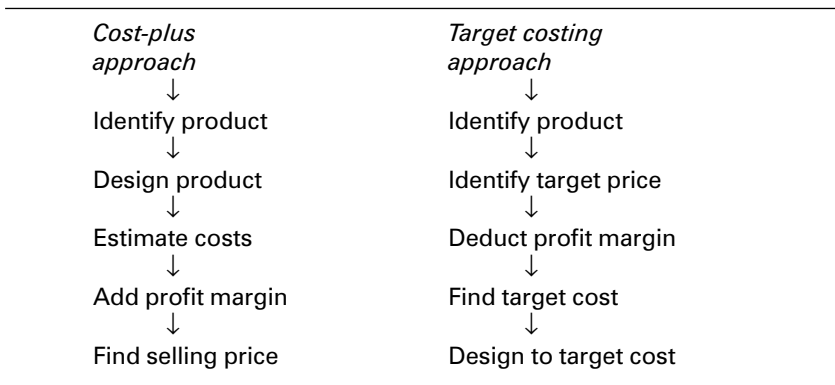 Cost-plus
approach
↓
Identify product
↓
Design product
↓
Estimate costs
↓
Add profit margin
↓
Find selling price
Target costing
approach
↓
Identify product
↓
Identify target price
↓
Deduct profit margin
↓
Find target cost
↓
Design to target cost